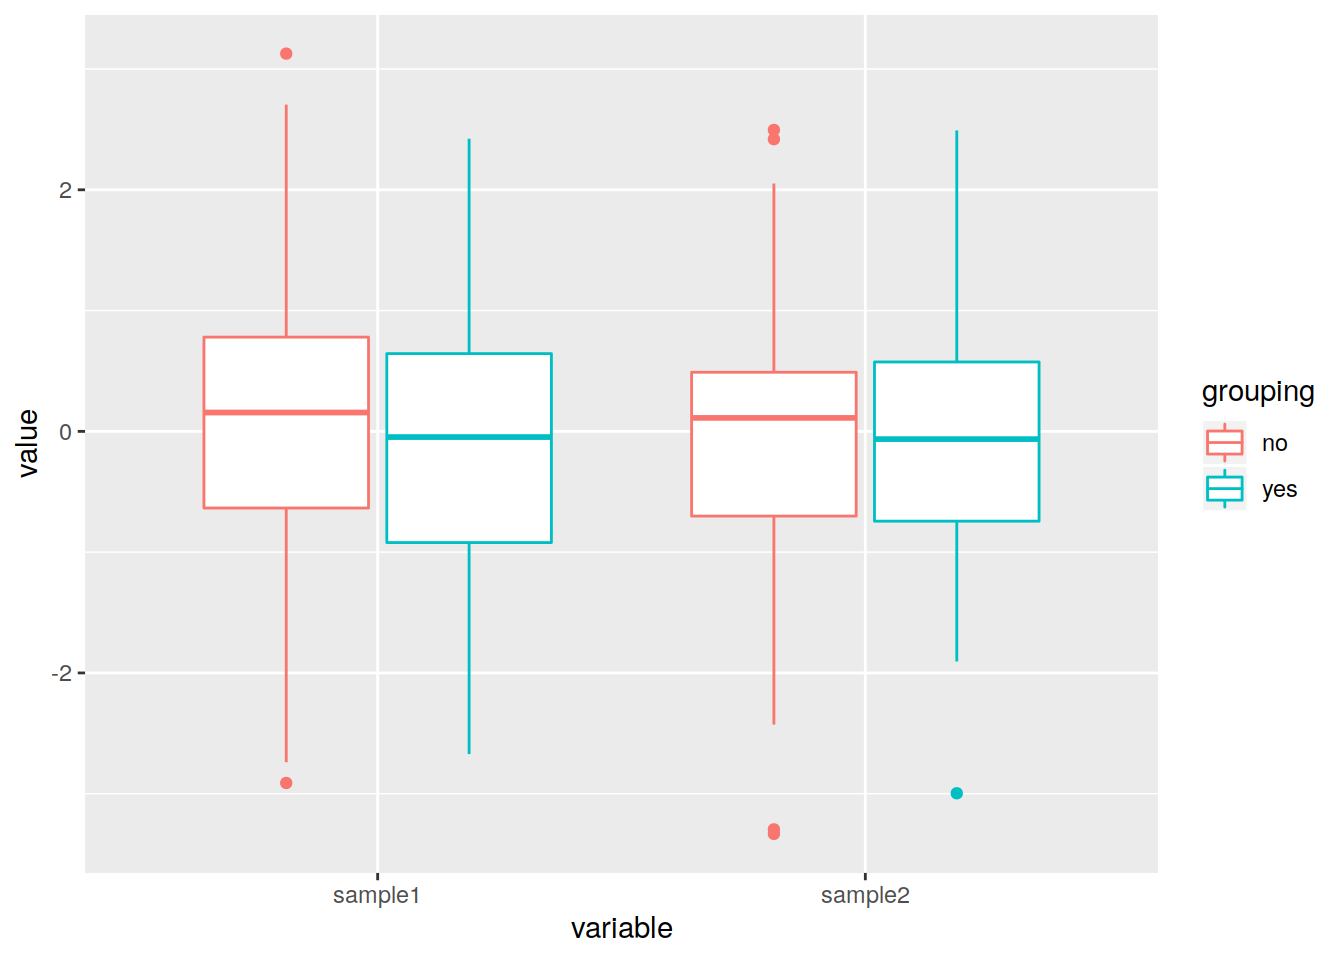 value
2
0
-2
sample1
sample2
variable
grouping
no
yes